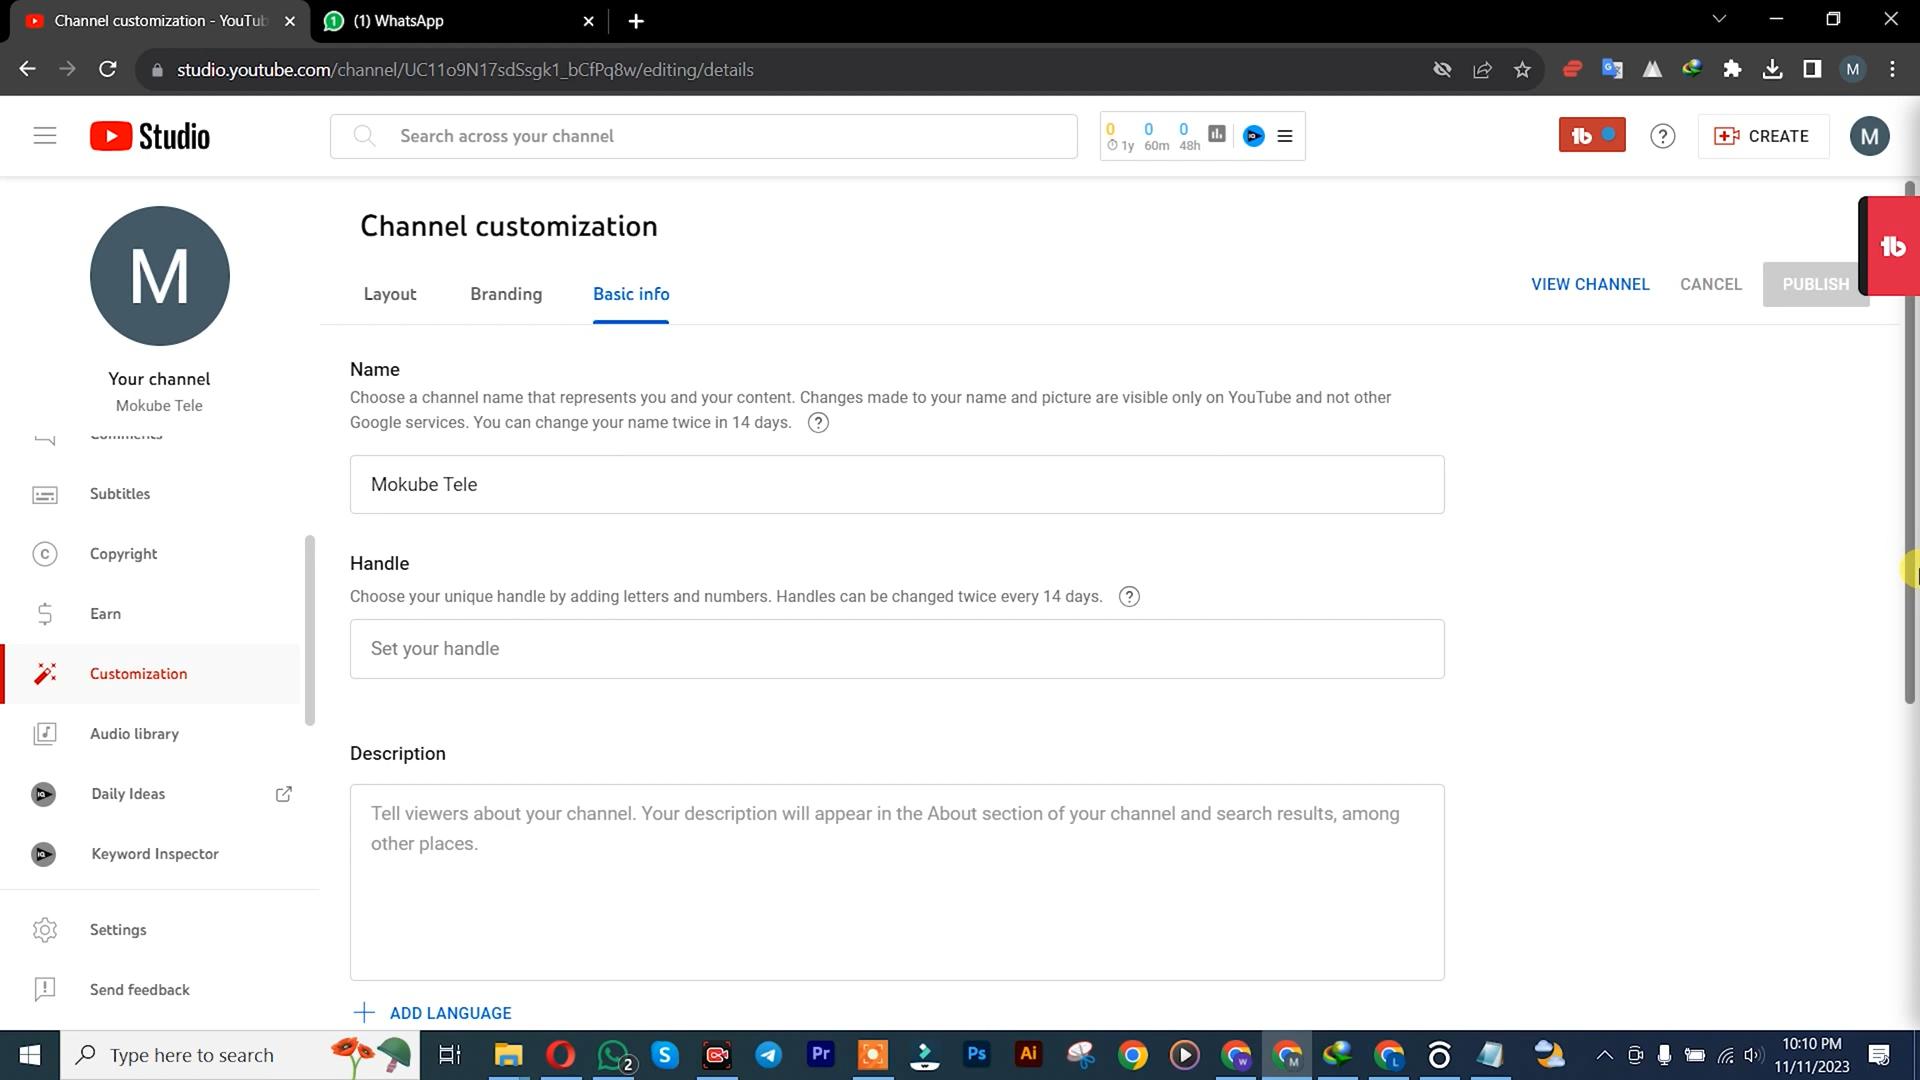 Channel customization - YouTub
(1) WhatsApp
studio.youtube.com/channel/UC11o9N17sdSsgk1_bCfPq8w/editing/details
M
Studio
Search across your channel
0 0 0
1y 60m 48h
CREATE
M
M
Your channel
Mokube Tele
Comments
Subtitles
Copyright
Earn
Customization
Audio library
Daily Ideas
Keyword Inspector
Settings
Send feedback
Channel customization
Layout Branding Basic info
VIEW CHANNEL CANCEL PUBLISH
Name
Choose a channel name that represents you and your content. Changes made to your name and picture are visible only on YouTube and not other
Google services. You can change your name twice in 14 days.
Mokube Tele
Handle
Choose your unique handle by adding letters and numbers. Handles can be changed twice every 14 days.
Set your handle
Description
Tell viewers about your channel. Your description will appear in the About section of your channel and search results, among
other places.
ADD LANGUAGE
Type here to search
2
Pr
Ps
Ai
10:10 PM
11/11/2023